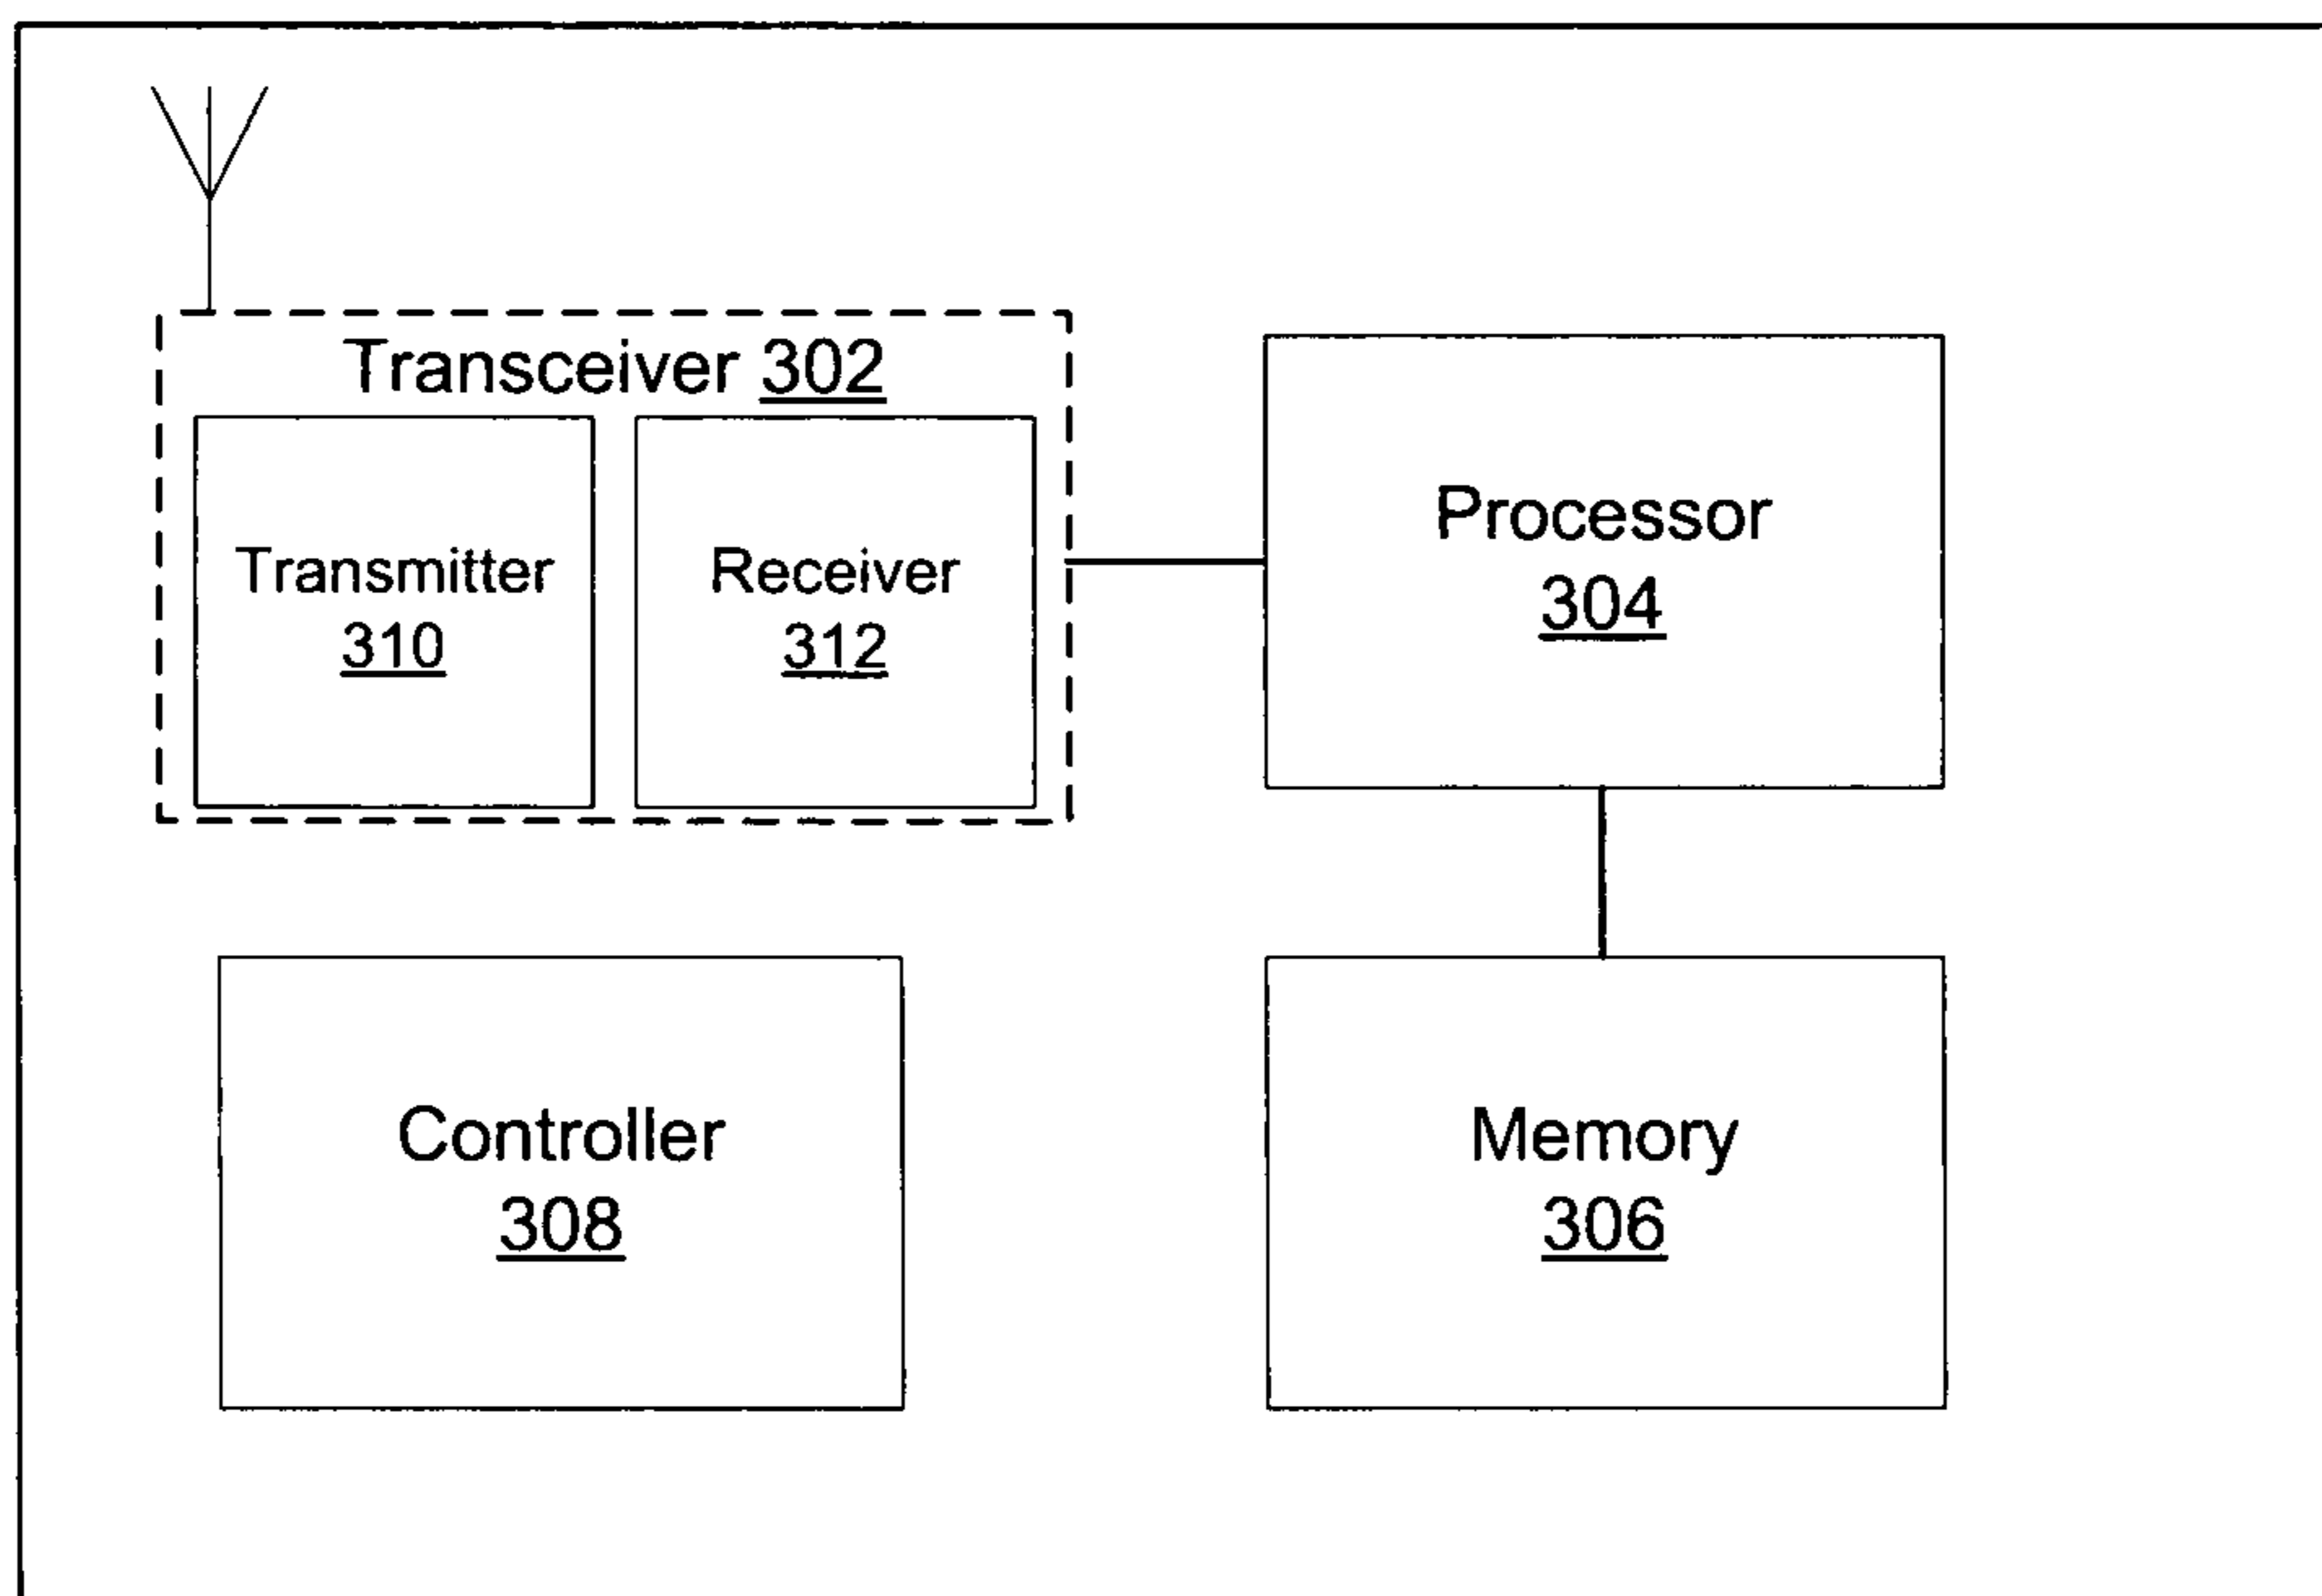 Transceiver 302
Transmitter
310
Receiver
312
Processor
304
Controller
308
Memory
306